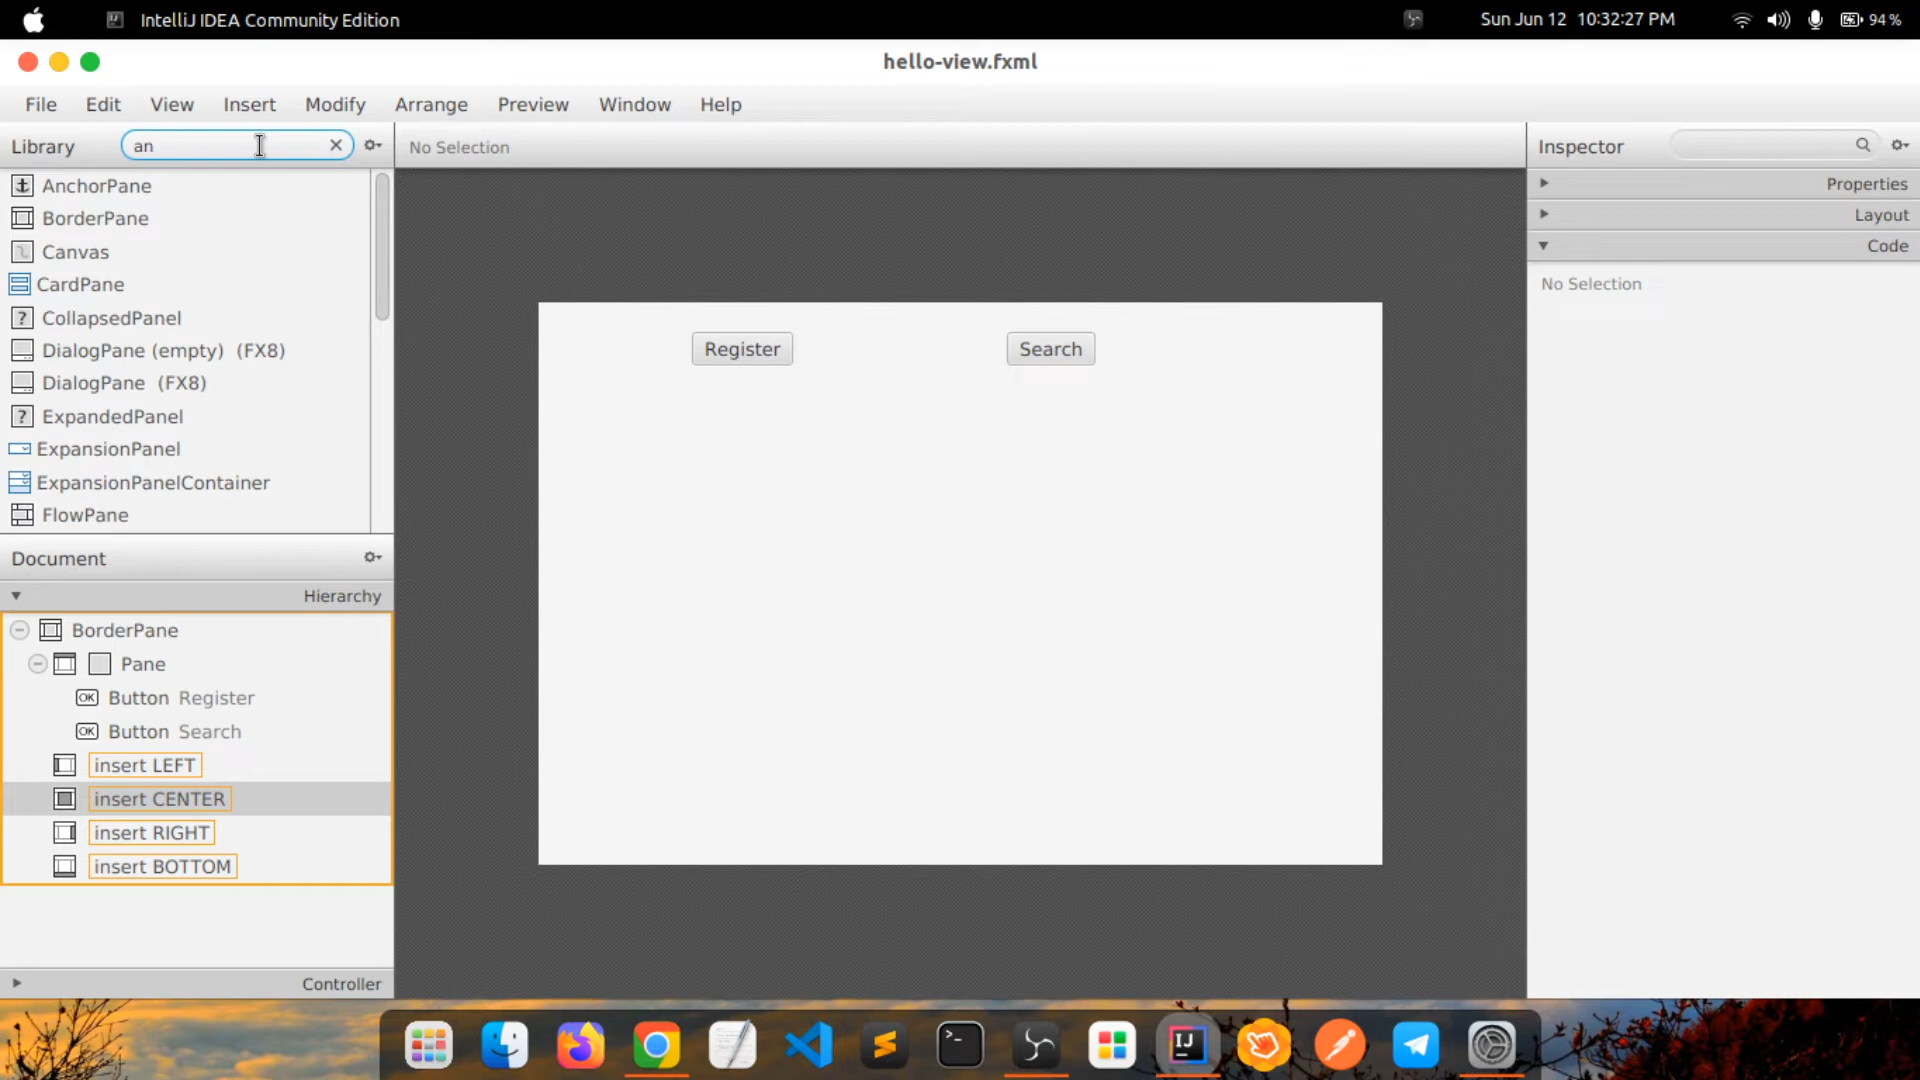 IntelliJ IDEA Community Edition
Sun Jun 12 10:32:27 PM
94 %
hello-view.fxml
File Edit View Insert Modify Arrange Preview Window Help
Library
an
No Selection
Inspector
AnchorPane
BorderPane
Canvas
CardPane
CollapsedPanel
DialogPane (empty) (FX8)
DialogPane (FX8)
ExpandedPanel
ExpansionPanel
ExpansionPanelContainer
FlowPane
Document
Hierarchy
BorderPane
Pane
OK Button Register
OK Button Search
insert LEFT
insert CENTER
insert RIGHT
insert BOTTOM
Controller
Register
Search
Properties
Layout
Code
No Selection
IJ